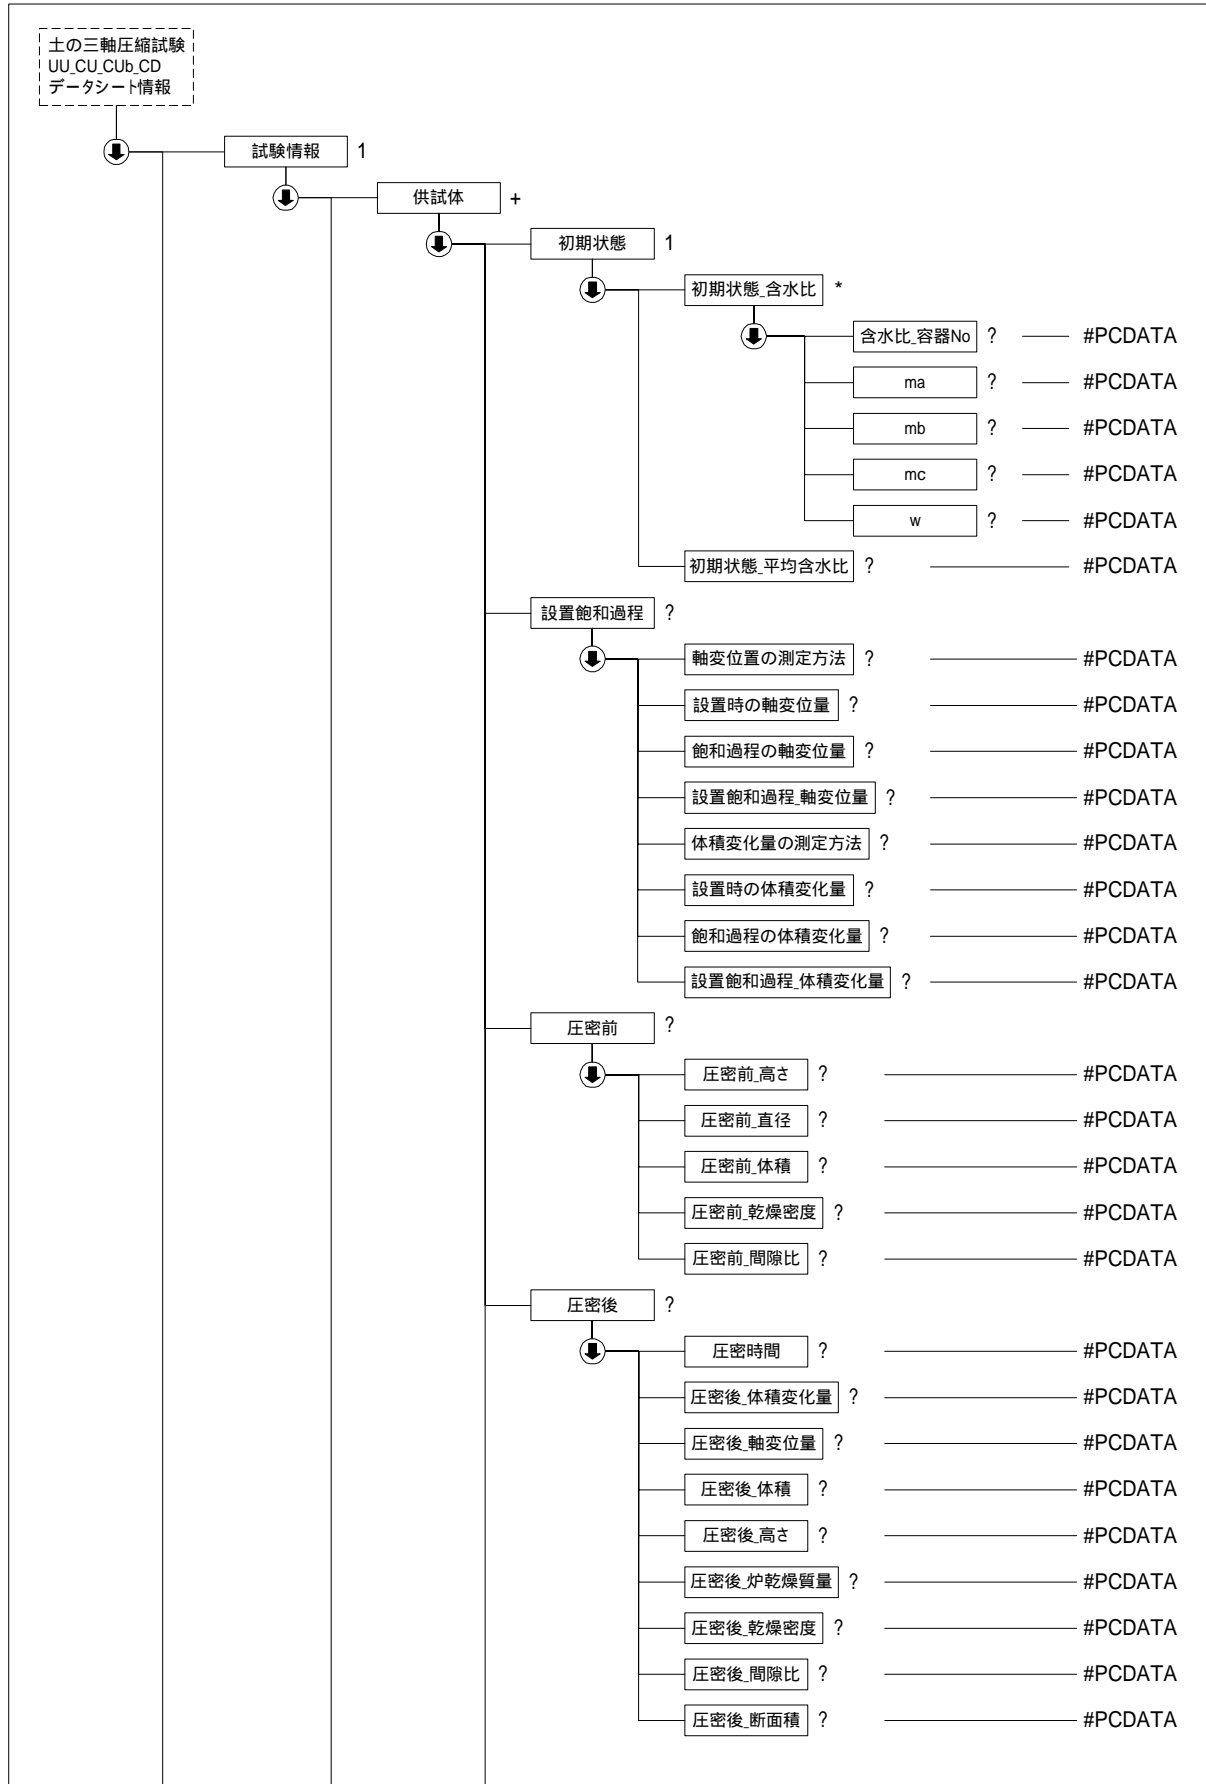 土の三軸圧縮試験
UU_CU_CUb_CD
データシート情報
試験情報 1
供試体 +
初期状態 1
初期状態_含水比 *
含水比_容器No ? #PCDATA
ma ? #PCDATA
mb ? #PCDATA
mc ? #PCDATA
w ? #PCDATA
初期状態_平均含水比 ? #PCDATA
設置飽和過程 ?
軸変位置の測定方法 ? #PCDATA
設置時の軸変位量 ? #PCDATA
飽和過程の軸変位量 ? #PCDATA
設置飽和過程_軸変位量 ? #PCDATA
体積変化量の測定方法 ? #PCDATA
設置時の体積変化量 ? #PCDATA
飽和過程の体積変化量 ? #PCDATA
設置飽和過程_体積変化量 ? #PCDATA
圧密前 ?
圧密前_高さ ? #PCDATA
圧密前_直径 ? #PCDATA
圧密前_体積 ? #PCDATA
圧密前_乾燥密度 ? #PCDATA
圧密前_間隙比 ? #PCDATA
圧密後 ?
圧密時間 ? #PCDATA
圧密後_体積変化量 ? #PCDATA
圧密後_軸変位量 ? #PCDATA
圧密後_体積 ? #PCDATA
圧密後_高さ ? #PCDATA
圧密後_炉乾燥質量 ? #PCDATA
圧密後_乾燥密度 ? #PCDATA
圧密後_間隙比 ? #PCDATA
圧密後_断面積 ? #PCDATA